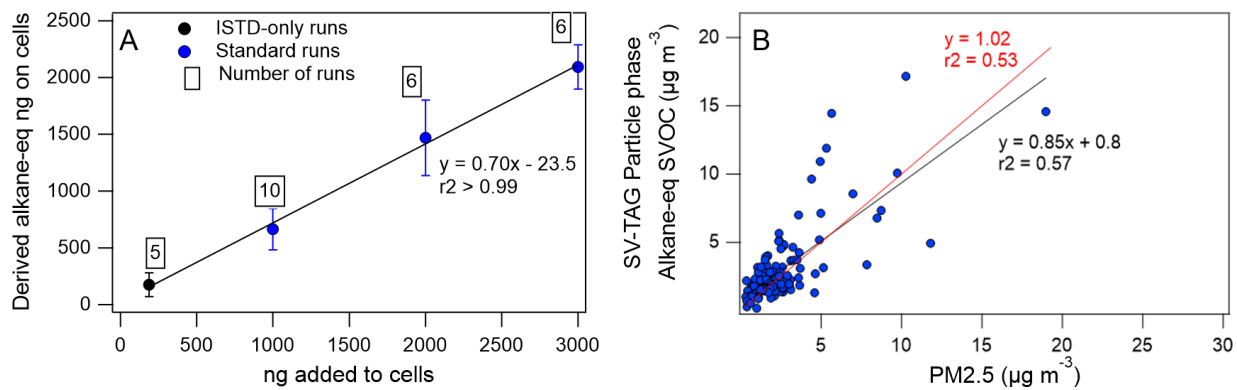 A
ISTD-only runs
Standard runs
Number of runs
2500
2000
1500
1000
500
0
Derived alkane-eq ng on cells
5
10
6
6
y = 0.70x - 23.5
r2 > 0.99
0 500 1000 1500 2000 2500 3000
ng added to cells
B
y = 1.02
r2 = 0.53
y = 0.85x + 0.8
r2 = 0.57
20
15
10
5
SV-TAG Particle phase
Alkane-eq SVOC (µg m⁻³)
5 10 15 20 25 30
PM2.5 (µg m⁻³)